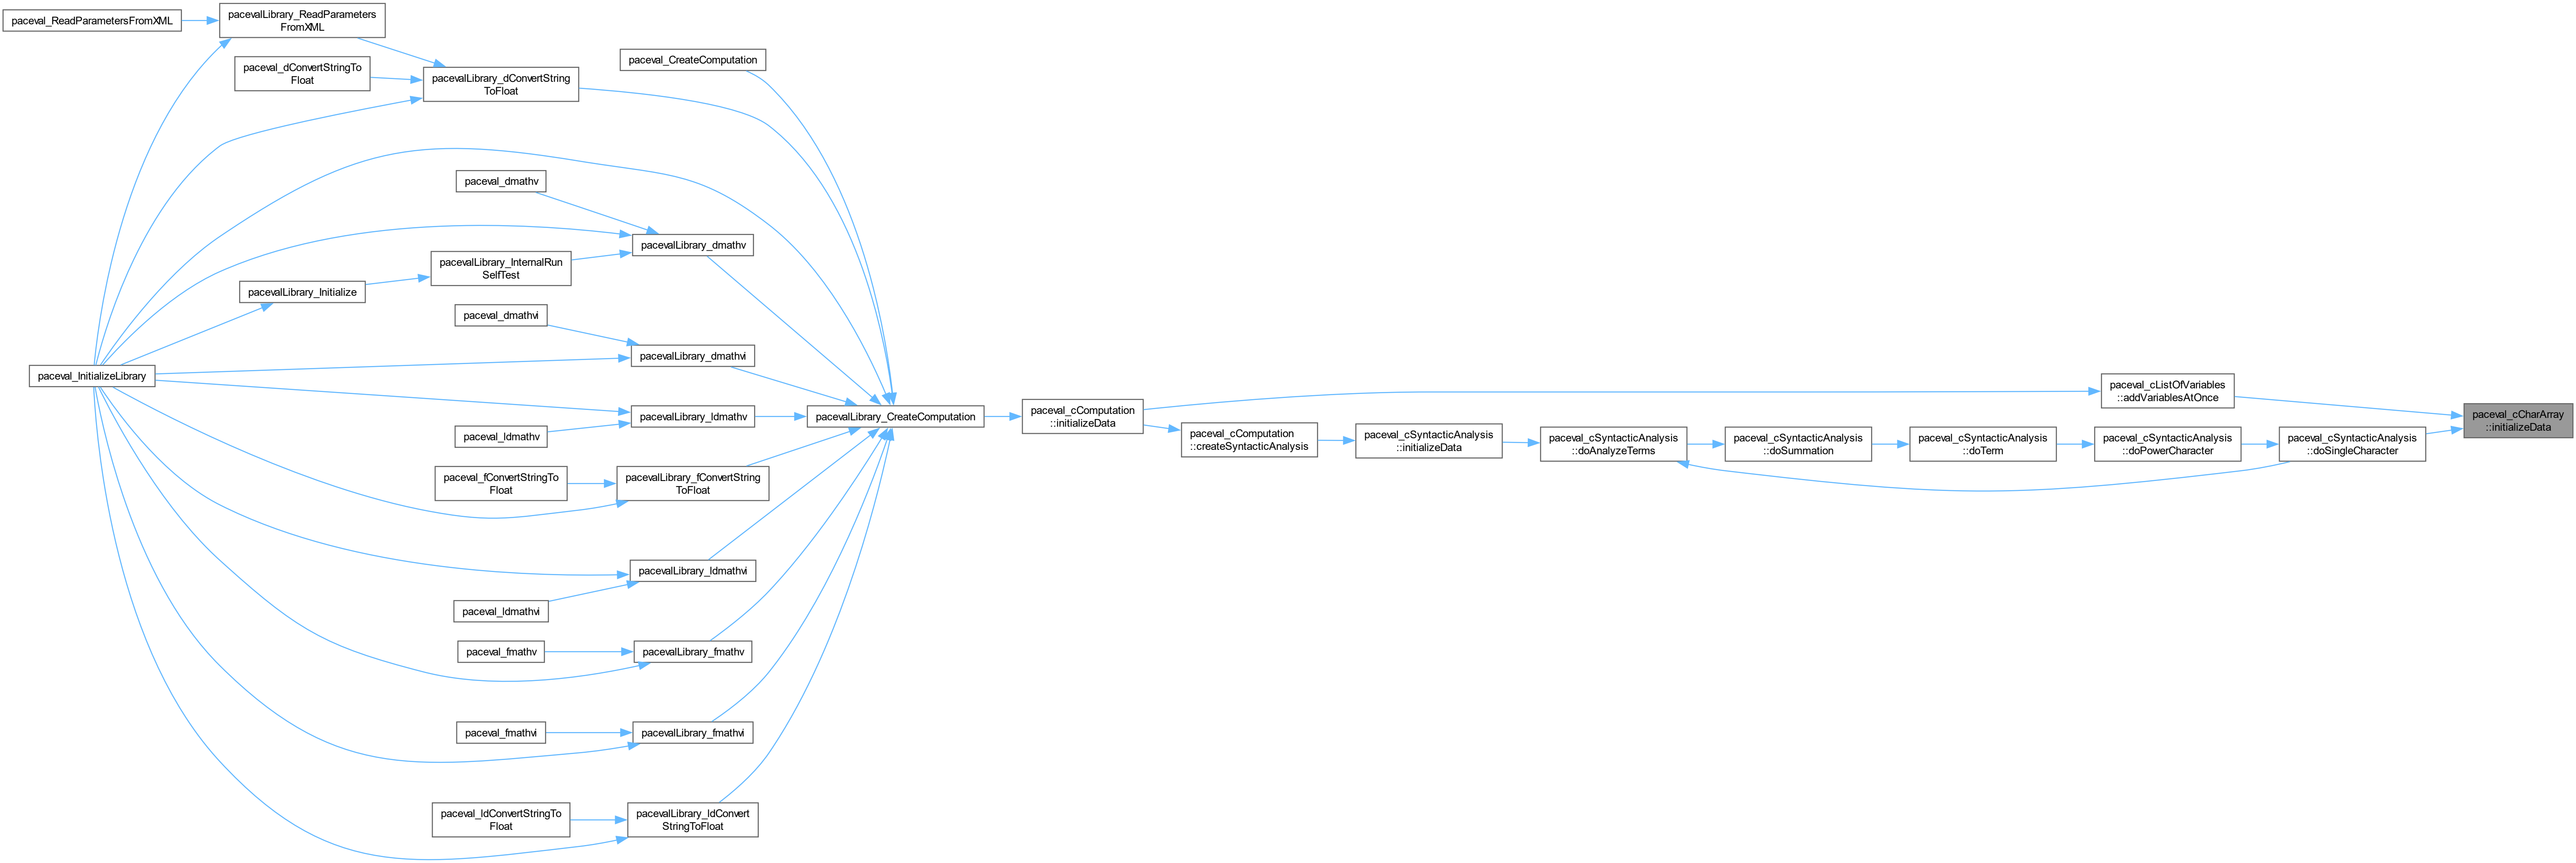 paceval_ReadParametersFromXML
pacevalLibrary_ReadParameters
FromXML
paceval_dConvertStringTo
Float
pacevalLibrary_dConvertString
ToFloat
paceval_CreateComputation
paceval_dmathv
pacevalLibrary_dmathv
pacevalLibrary_InternalRun
SelfTest
pacevalLibrary_Initialize
paceval_dmathvi
pacevalLibrary_dmathvi
paceval_InitializeLibrary
pacevalLibrary_ldmathv
paceval_ldmathv
pacevalLibrary_CreateComputation
paceval_cComputation
::initializeData
paceval_cComputation
::createSyntacticAnalysis
paceval_cSyntacticAnalysis
::initializeData
paceval_cSyntacticAnalysis
::doAnalyzeTerms
paceval_cSyntacticAnalysis
::doSummation
paceval_cSyntacticAnalysis
::doTerm
paceval_cSyntacticAnalysis
::doPowerCharacter
paceval_cSyntacticAnalysis
::doSingleCharacter
paceval_cListOfVariables
::addVariablesAtOnce
paceval_cCharArray
::initializeData
paceval_fConvertStringTo
Float
pacevalLibrary_fConvertString
ToFloat
pacevalLibrary_ldmathvi
paceval_ldmathvi
paceval_fmathv
pacevalLibrary_fmathv
paceval_fmathvi
pacevalLibrary_fmathvi
paceval_ldConvertStringTo
Float
pacevalLibrary_ldConvert
StringToFloat